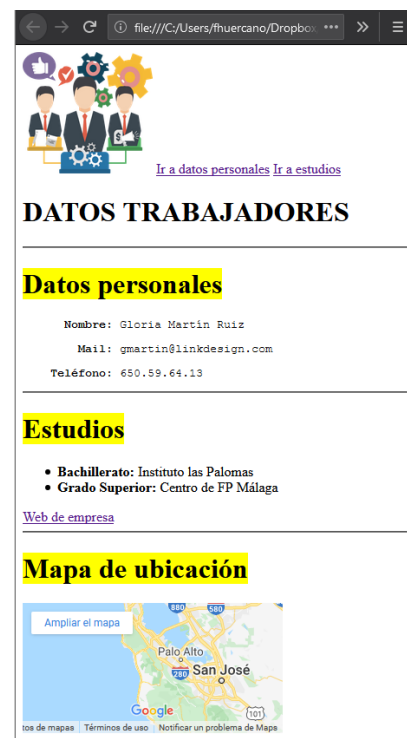 file:///C:/Users/fhuercano/Dropbox
Ir a datos personales Ir a estudios
DATOS TRABAJADORES
Datos personales
Nombre: Gloria Martín Ruiz
Mail: gmartin@linkdesign.com
Teléfono: 650.59.64.13
Estudios
Bachillerato: Instituto las Palomas
Grado Superior: Centro de FP Málaga
Web de empresa
Mapa de ubicación
Ampliar el mapa
880
580
Palo Alto
280
San José
Google
101
tos de mapas Términos de uso Notificar un problema de Maps